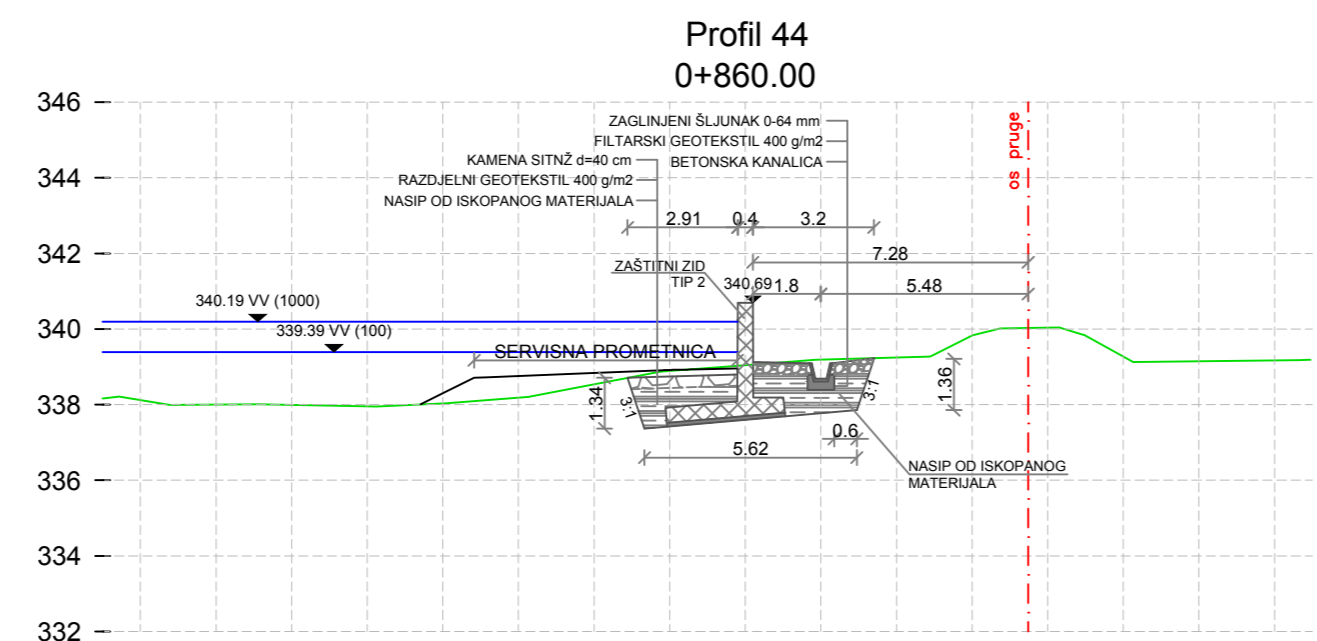 Profil 44
0+860.00
346
ZAGLINJENI ŠLJUNAK 0-64 mm
FILTARSKI GEOTEKSTIL 400 g/m2
KAMENA SITNŽ d=40 cm
BETONSKA KANALICA
RAZDJELNI GEOTEKSTIL 400 g/m2
NASIP OD ISKOPANOG MATERIJALA
os pruge
344
2.91
0.4
3.2
342
7.28
ZAŠTITNI ZID
TIP 2
340.69
1.8
5.48
340.19 VV (1000)
340
339.39 VV (100)
SERVISNA PROMETNICA
338
1.34
3:1
3:1
1.36
0.6
5.62
NASIP OD ISKOPANOG
MATERIJALA
336
334
332